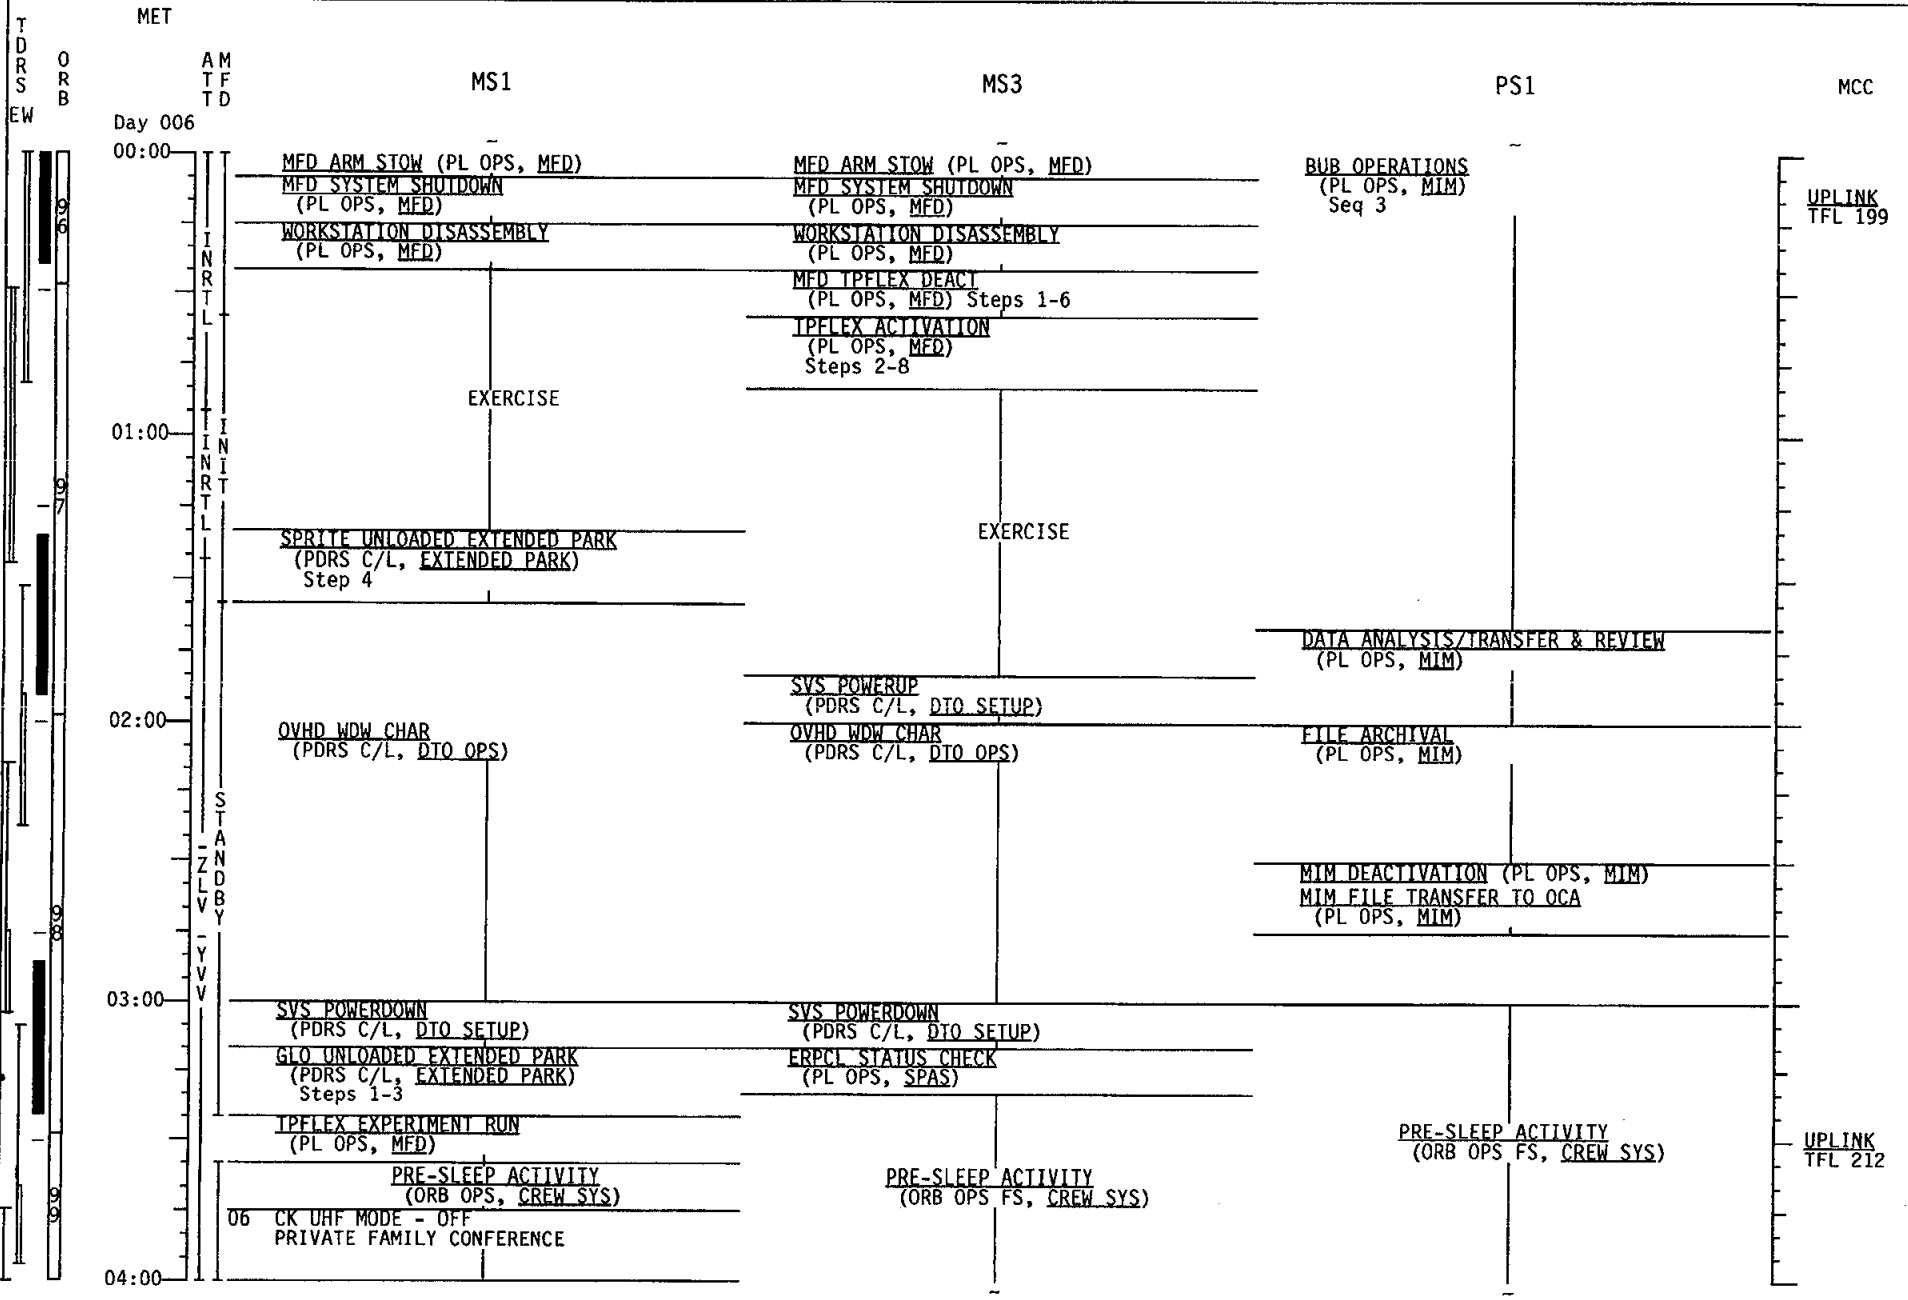 MET
TDRS
EW
ORB
ATT
MFD
MS1
MS3
PS1
MCC
Day 006
00:00
01:00
02:00
03:00
04:00
96
97
98
99
INRTL
INRTL
-ZLV
-YVV
INIT
STANDBY
MFD ARM STOW (PL OPS, MFD)
MFD SYSTEM SHUTDOWN
(PL OPS, MFD)
WORKSTATION DISASSEMBLY
(PL OPS, MFD)
EXERCISE
SPRITE UNLOADED EXTENDED PARK
(PDRS C/L, EXTENDED PARK)
Step 4
OVHD WDW CHAR
(PDRS C/L, DTO OPS)
SVS POWERDOWN
(PDRS C/L, DTO SETUP)
GLO UNLOADED EXTENDED PARK
(PDRS C/L, EXTENDED PARK)
Steps 1-3
TPFLEX EXPERIMENT RUN
(PL OPS, MFD)
PRE-SLEEP ACTIVITY
(ORB OPS, CREW SYS)
06 CK UHF MODE - OFF
PRIVATE FAMILY CONFERENCE
MFD ARM STOW (PL OPS, MFD)
MFD SYSTEM SHUTDOWN
(PL OPS, MFD)
WORKSTATION DISASSEMBLY
(PL OPS, MFD)
MFD TPFLEX DEACT
(PL OPS, MFD) Steps 1-6
TPFLEX ACTIVATION
(PL OPS, MFD)
Steps 2-8
EXERCISE
SVS POWERUP
(PDRS C/L, DTO SETUP)
OVHD WDW CHAR
(PDRS C/L, DTO OPS)
SVS POWERDOWN
(PDRS C/L, DTO SETUP)
ERPCL STATUS CHECK
(PL OPS, SPAS)
PRE-SLEEP ACTIVITY
(ORB OPS FS, CREW SYS)
BUB OPERATIONS
(PL OPS, MIM)
Seq 3
DATA ANALYSIS/TRANSFER & REVIEW
(PL OPS, MIM)
FILE ARCHIVAL
(PL OPS, MIM)
MIM DEACTIVATION (PL OPS, MIM)
MIM FILE TRANSFER TO OCA
(PL OPS, MIM)
PRE-SLEEP ACTIVITY
(ORB OPS FS, CREW SYS)
UPLINK
TFL 199
UPLINK
TFL 212